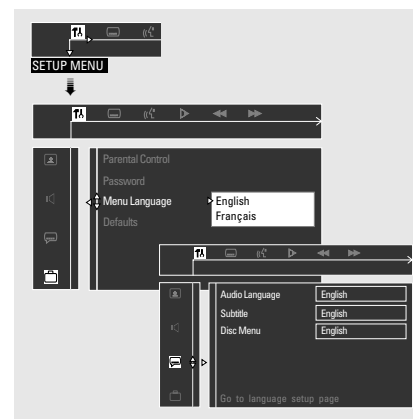 SETUP MENU
Parental Control
Password
Menu Language
English
Français
Defaults
Audio Language English
Subtitle English
Disc Menu English
Go to language setup page